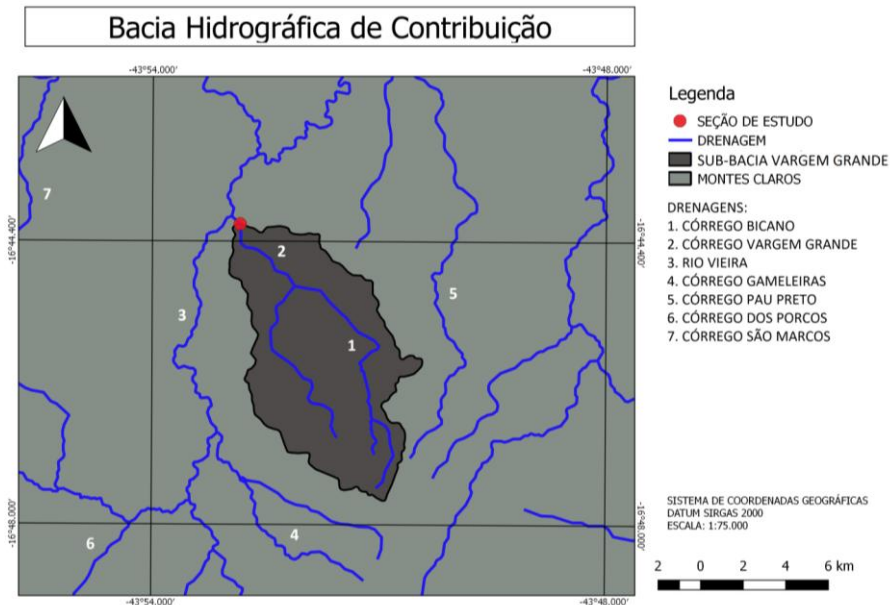 Bacia Hidrográfica de Contribuição
-43°54.000'
-43°48.000'
-16°44.400'
-16°44.400'
7
2
3
5
1
4
6
-16°48.000'
-16°48.000'
-43°54.000'
-43°48.000'
Legenda
SEÇÃO DE ESTUDO
DRENAGEM
SUB-BACIA VARGEM GRANDE
MONTES CLAROS
DRENAGENS:
1. CÓRREGO BICANO
2. CÓRREGO VARGEM GRANDE
3. RIO VIEIRA
4. CÓRREGO GAMELEIRAS
5. CÓRREGO PAU PRETO
6. CÓRREGO DOS PORCOS
7. CÓRREGO SÃO MARCOS
SISTEMA DE COORDENADAS GEOGRÁFICAS
DATUM SIRGAS 2000
ESCALA: 1:75.000
2 0 2 4 6 km